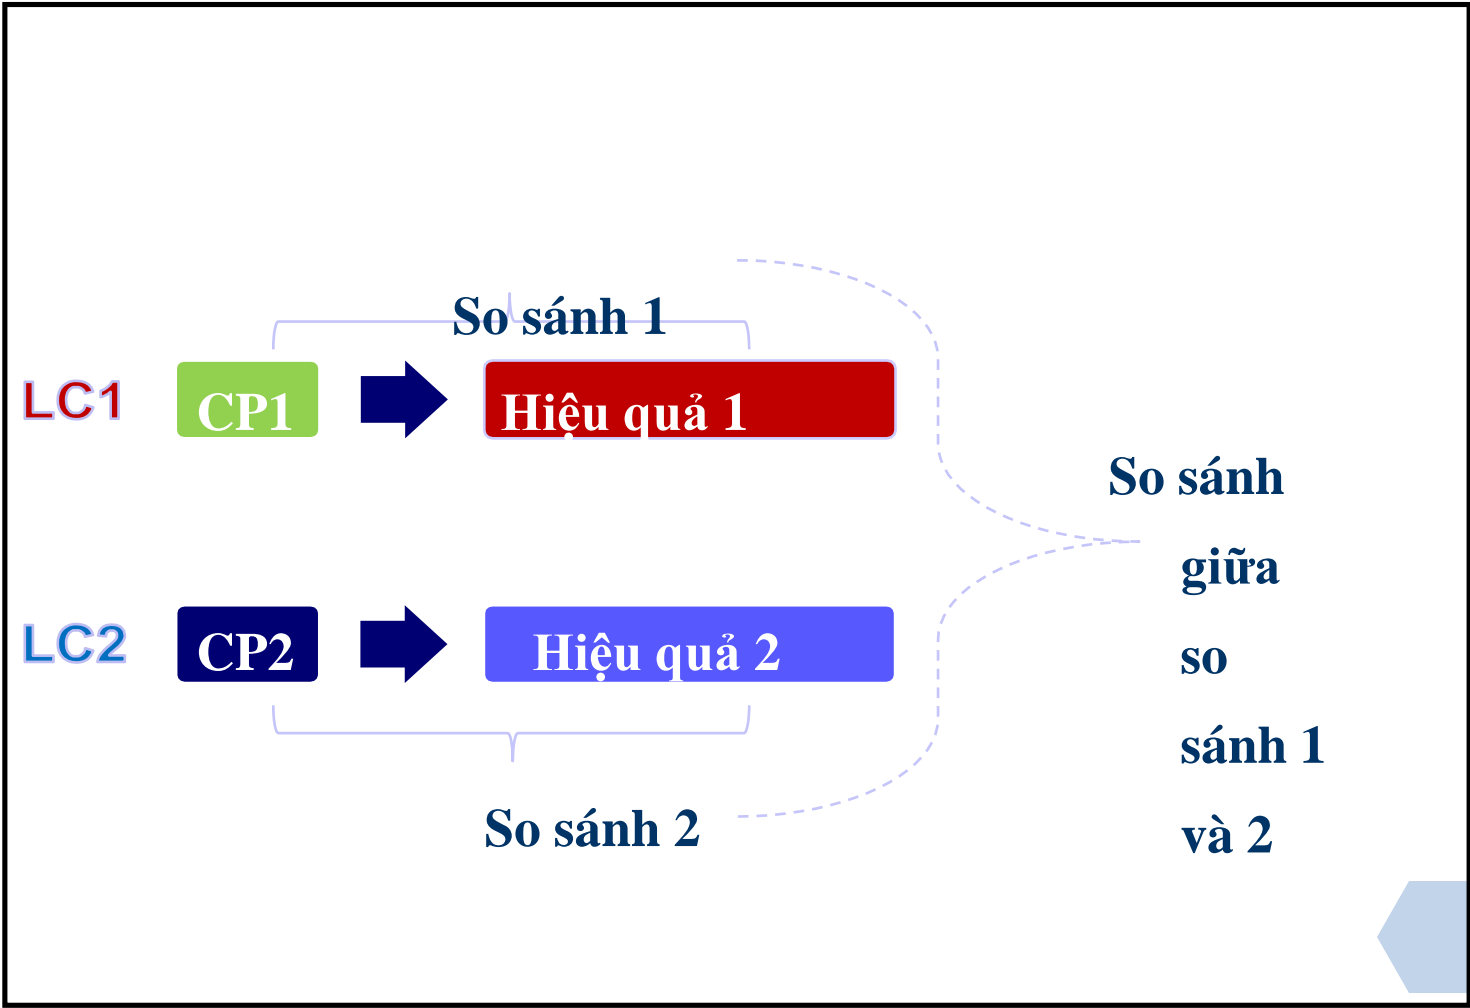 So sánh 1
LC1
CP1
Hiệu quả 1
LC2
CP2
Hiệu quả 2
So sánh 2
So sánh
giữa
so
sánh 1
và 2